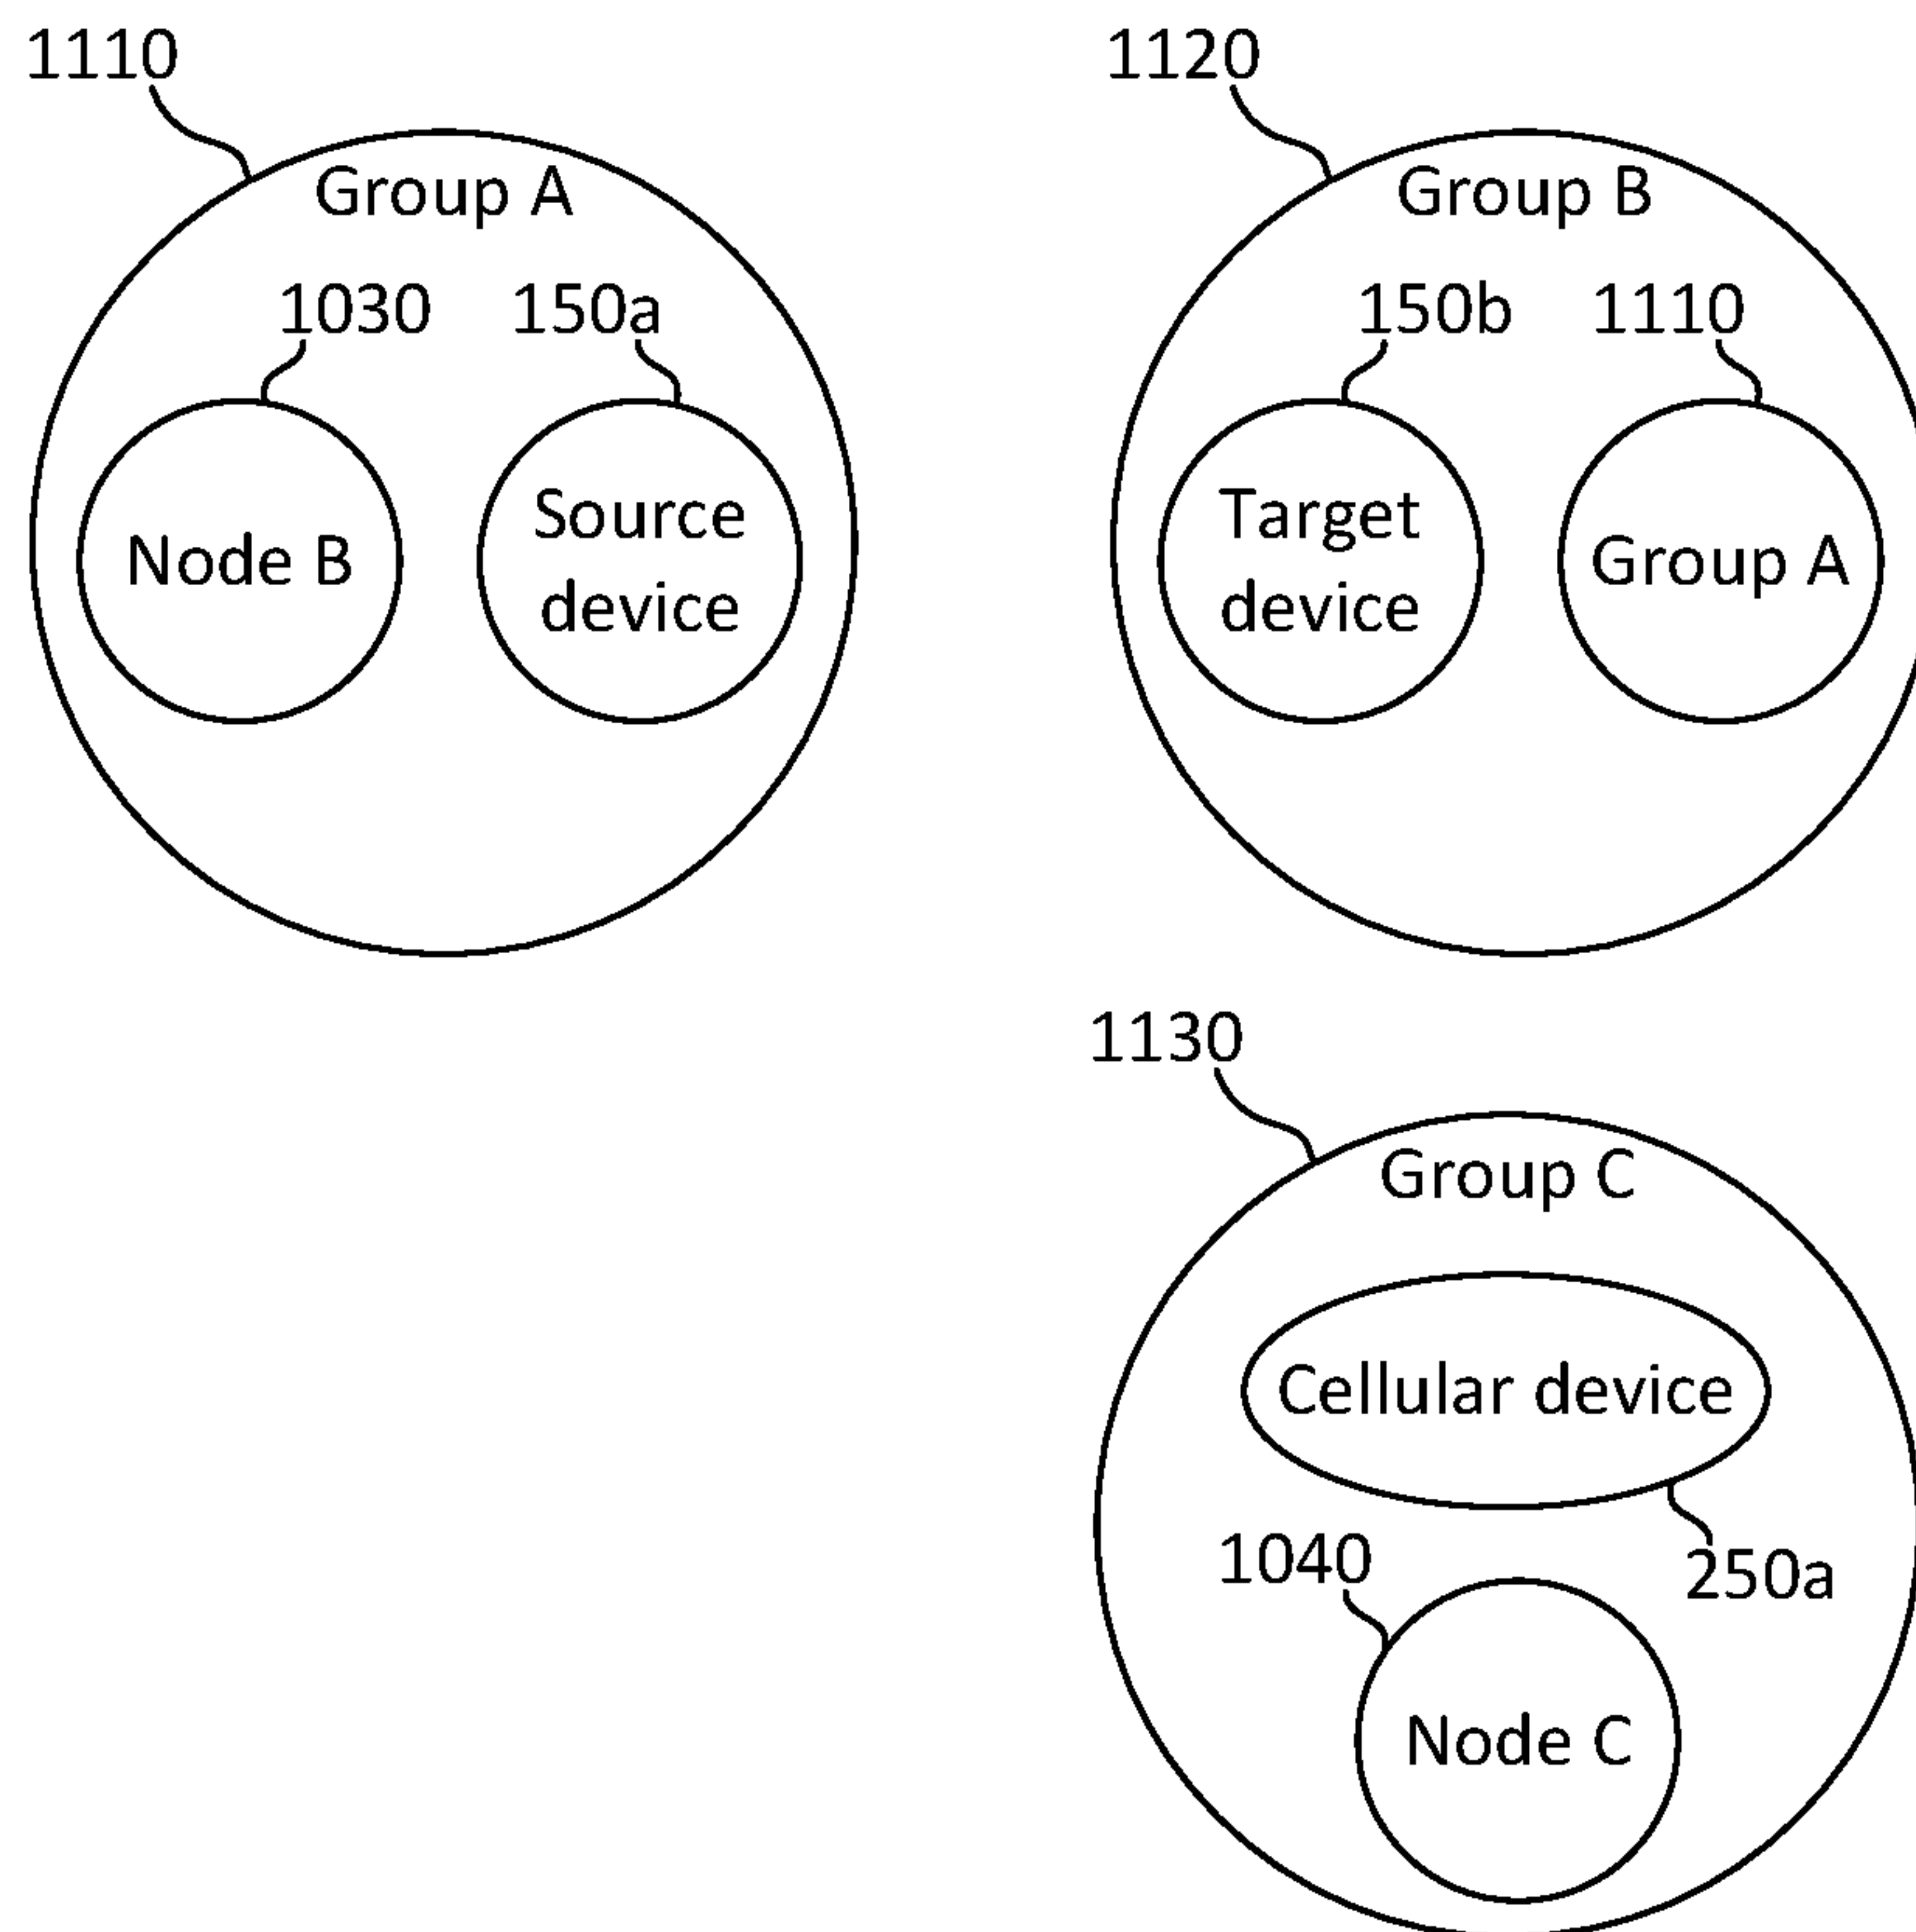 1110
Group A
1030
150a
Node B
Source
device
1120
Group B
150b
1110
Target
device
Group A
1130
Group C
Cellular device
250a
1040
Node C